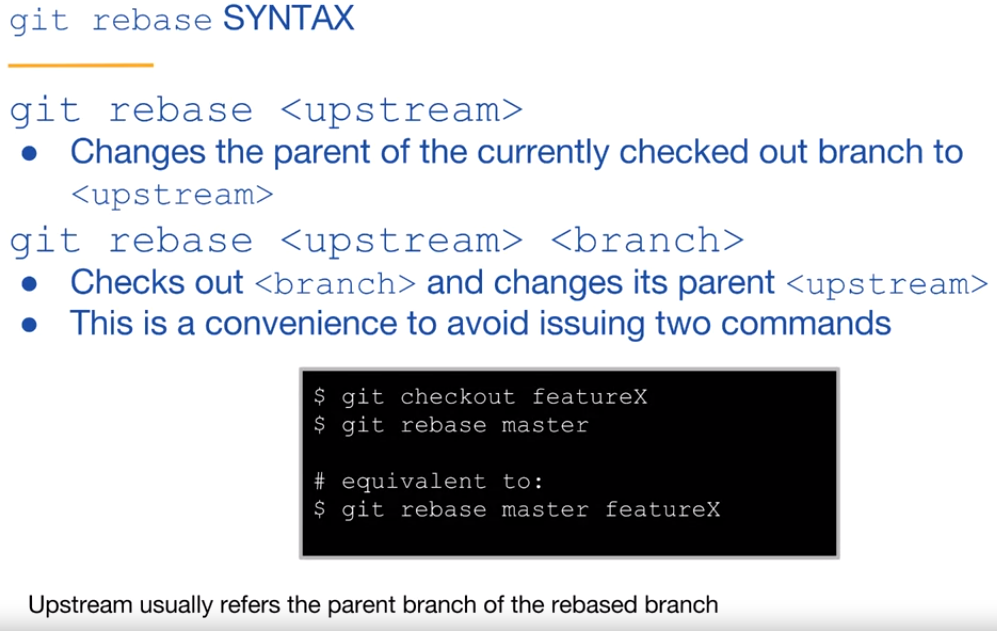 git rebase SYNTAX
git rebase <upstream>
● Changes the parent of the currently checked out branch to
<upstream>
git rebase <upstream> <branch>
● Checks out <branch> and changes its parent <upstream>
● This is a convenience to avoid issuing two commands
$ git checkout featureX
$ git rebase master
# equivalent to:
$ git rebase master featureX
Upstream usually refers the parent branch of the rebased branch